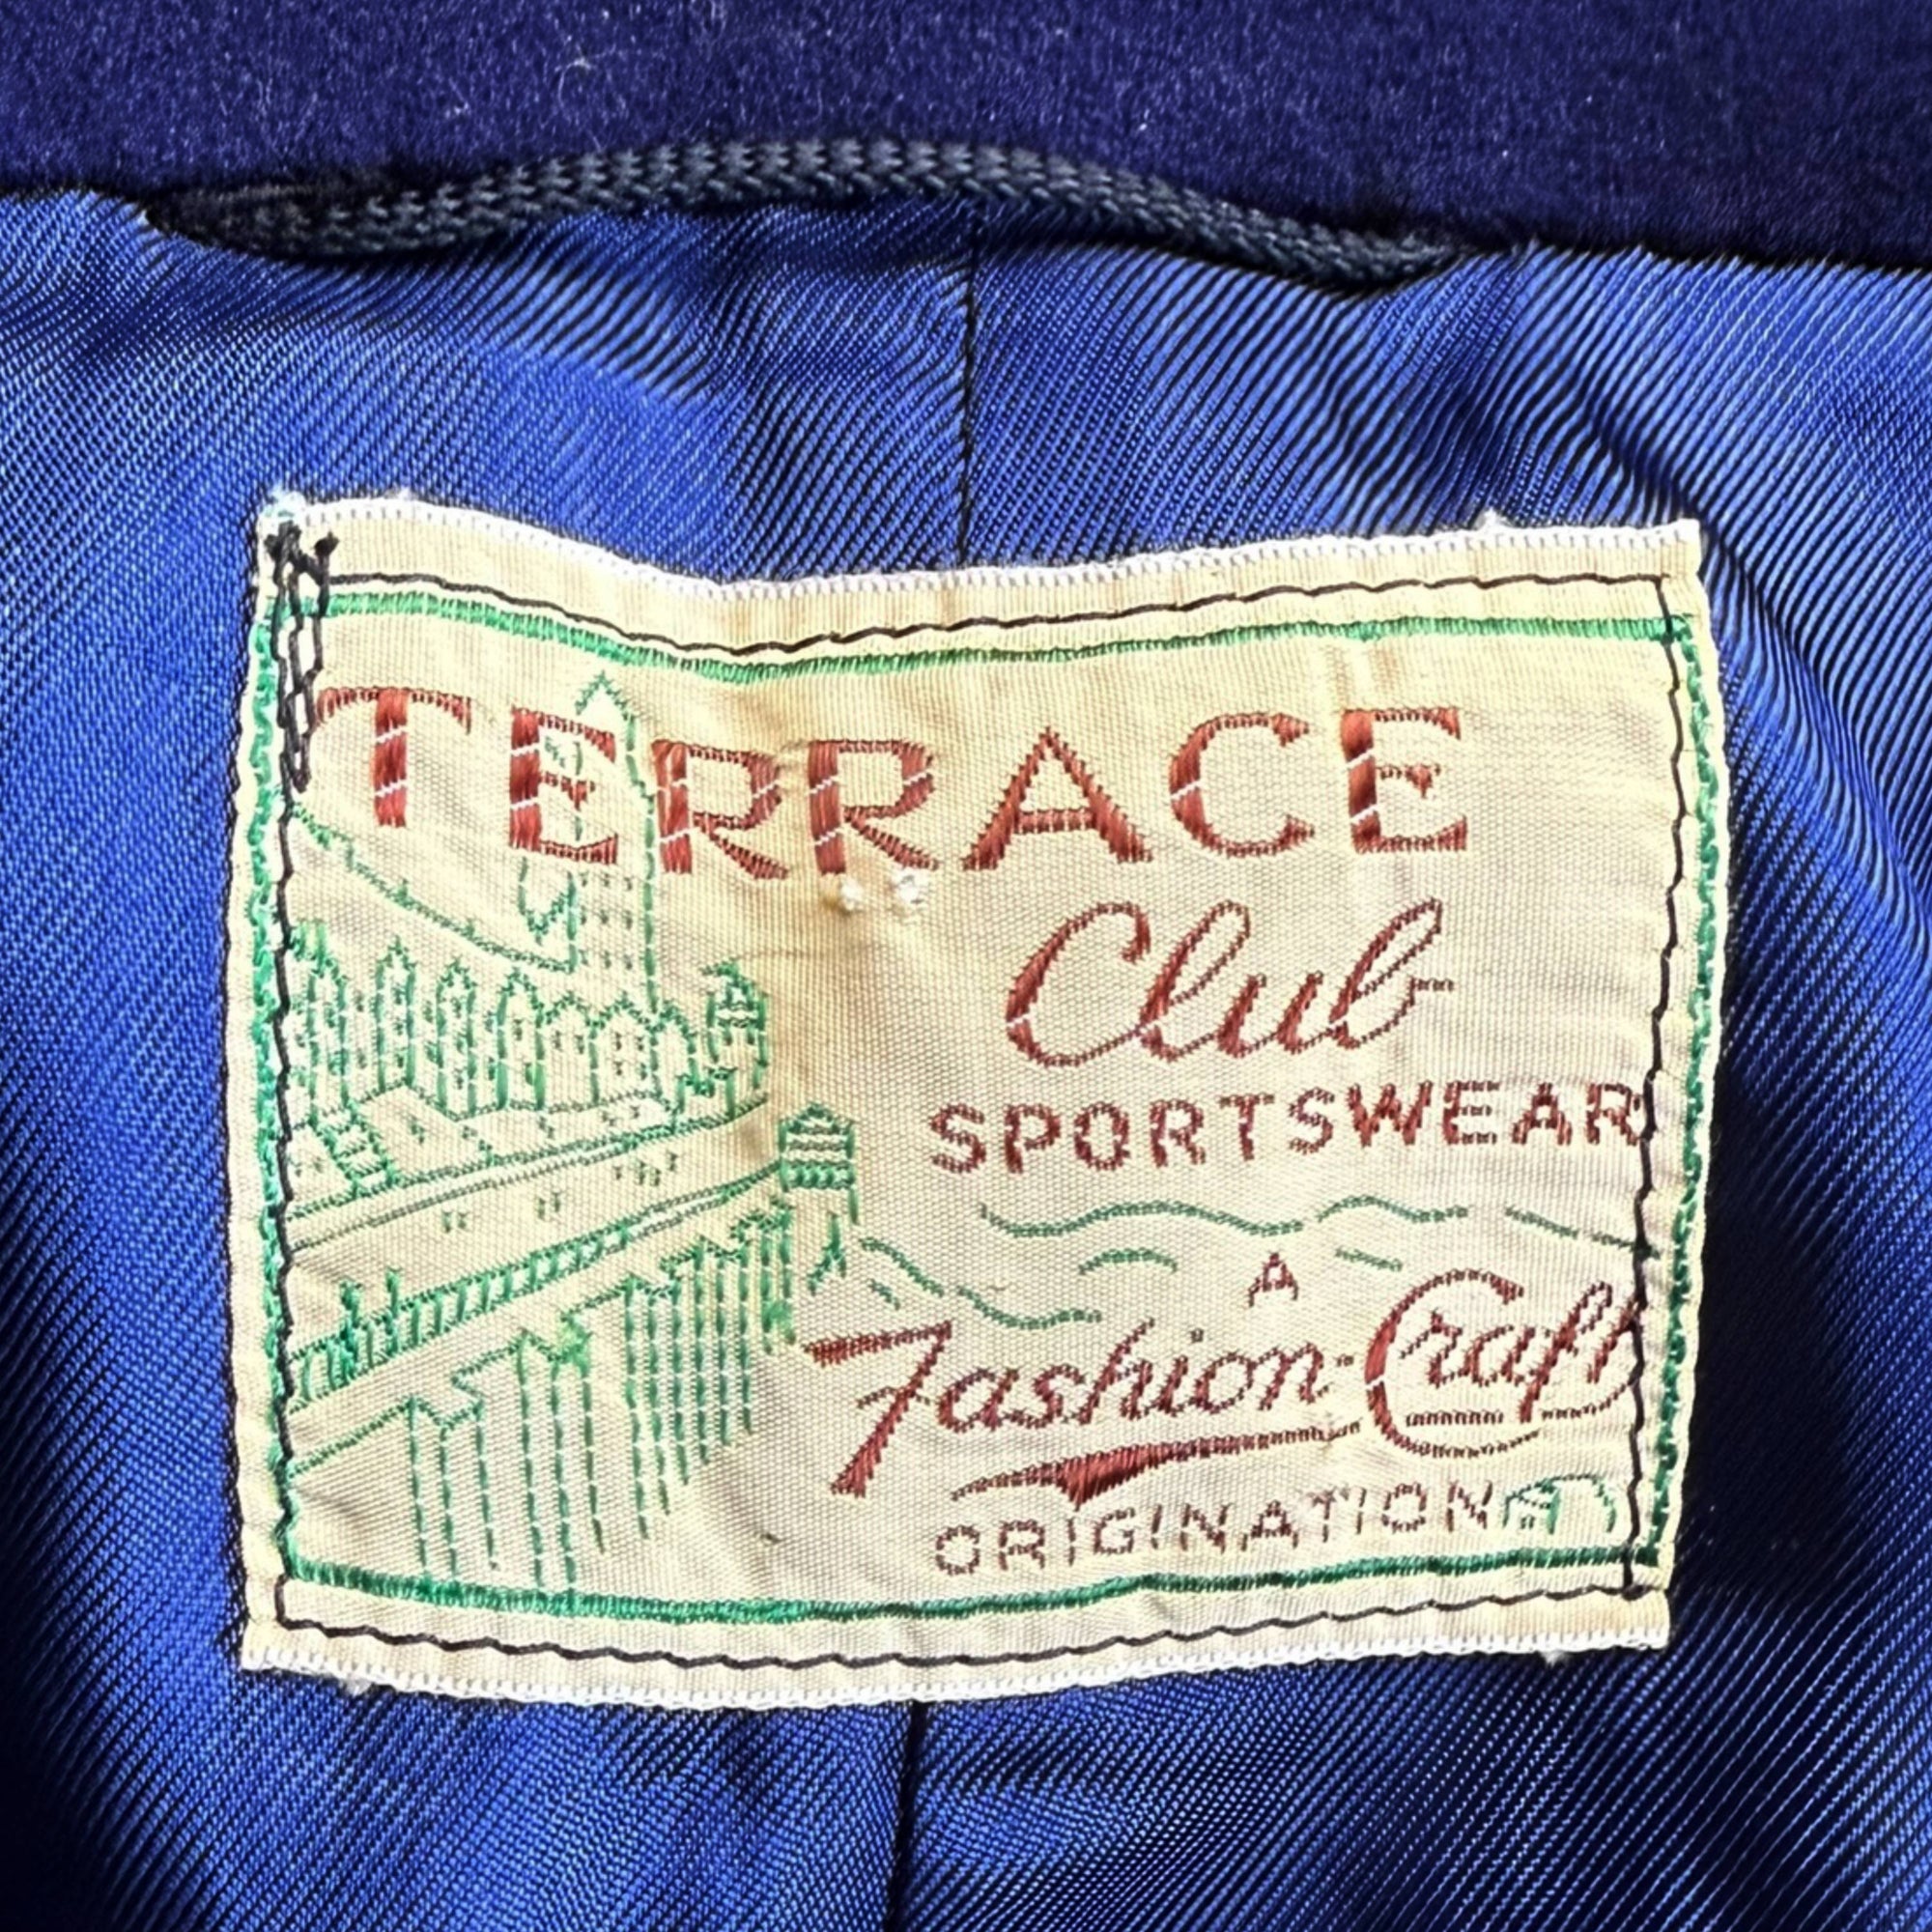 TERRACE
Club
SPORTSWEAR
A
Fashion-Craft
ORIGINATION